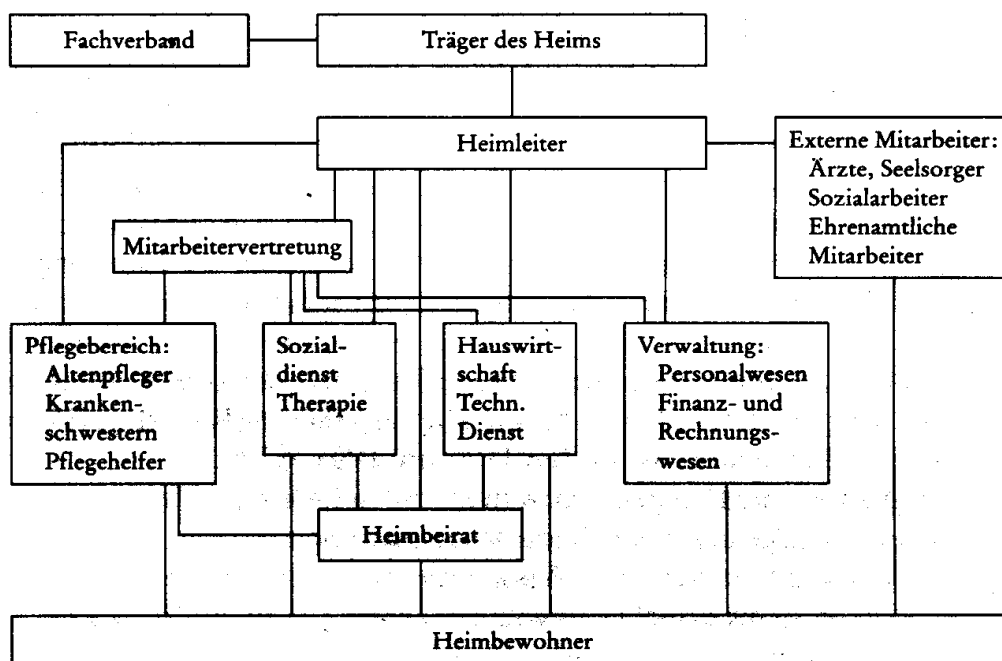 Fachverband
Träger des Heims
Heimleiter
Externe Mitarbeiter:
Ärzte, Seelsorger
Sozialarbeiter
Ehrenamtliche
Mitarbeiter
Mitarbeitervertretung
Pflegebereich:
Altenpfleger
Kranken-
schwestern
Pflegehelfer
Sozial-
dienst
Therapie
Hauswirt-
schaft
Techn.
Dienst
Verwaltung:
Personalwesen
Finanz- und
Rechnungs-
wesen
Heimbeirat
Heimbewohner